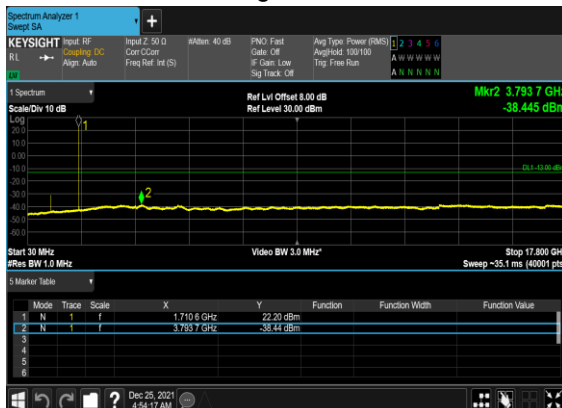 Spectrum Analyzer 1
Swept SA
KEYSIGHT Input: RF Input Z: 50 Ω #Atten: 40 dB PNO: Fast Avg Type: Power (RMS) 1 2 3 4 5 6
RL Coupling: DC Corr CCorr Gate: Off Avg|Hold: 100/100 A W W W W W
Align: Auto Freq Ref: Int (S) IF Gain: Low Trig: Free Run
Sig Track: Off A N N N N N
1 Spectrum Ref Lvl Offset 8.00 dB Mkr2 3.793 7 GHz
Scale/Div 10 dB Ref Level 30.00 dBm -38.445 dBm
Log
20.0 1
10.0
0.00
-10.0 DL1 -13.00 dBm
-20.0
-30.0 2
-40.0
-50.0
-60.0
Start 30 MHz Video BW 3.0 MHz* Stop 17.800 GHz
#Res BW 1.0 MHz Sweep ~35.1 ms (40001 pts)
5 Marker Table
Mode Trace Scale X Y Function Function Width Function Value
1 N 1 f 1.710 6 GHz 22.20 dBm
2 N 1 f 3.793 7 GHz -38.44 dBm
3
4
5
6
? Dec 25, 2021
4:54:17 AM